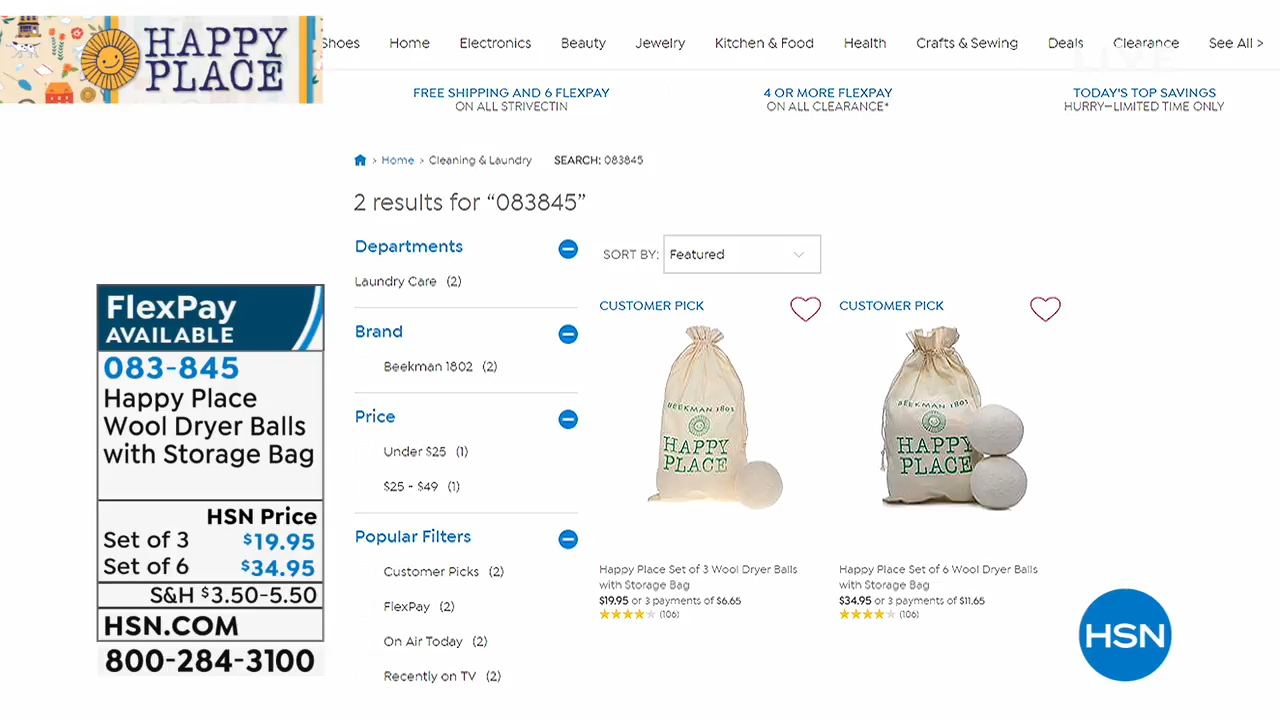 HAPPY
PLACE
Shoes
Home
Electronics
Beauty
Jewelry
Kitchen & Food
Health
Crafts & Sewing
Deals
Clearance
See All >
LIVE
FREE SHIPPING AND 6 FLEXPAY
ON ALL STRIVECTIN
4 OR MORE FLEXPAY
ON ALL CLEARANCE*
TODAY'S TOP SAVINGS
HURRY—LIMITED TIME ONLY
> Home > Cleaning & Laundry
SEARCH: 083845
2 results for “083845”
Departments
Laundry Care (2)
Brand
Beekman 1802 (2)
Price
Under $25 (1)
$25 - $49 (1)
Popular Filters
Customer Picks (2)
FlexPay (2)
On Air Today (2)
Recently on TV (2)
SORT BY: Featured
CUSTOMER PICK
BEEKMAN 1802
HAPPY
PLACE
Happy Place Set of 3 Wool Dryer Balls
with Storage Bag
$19.95 or 3 payments of $6.65
(106)
CUSTOMER PICK
BEEKMAN 1802
HAPPY
PLACE
Happy Place Set of 6 Wool Dryer Balls
with Storage Bag
$34.95 or 3 payments of $11.65
(106)
FlexPay
AVAILABLE
083-845
Happy Place
Wool Dryer Balls
with Storage Bag
HSN Price
Set of 3 $19.95
Set of 6 $34.95
S&H $3.50-5.50
HSN.COM
800-284-3100
HSN